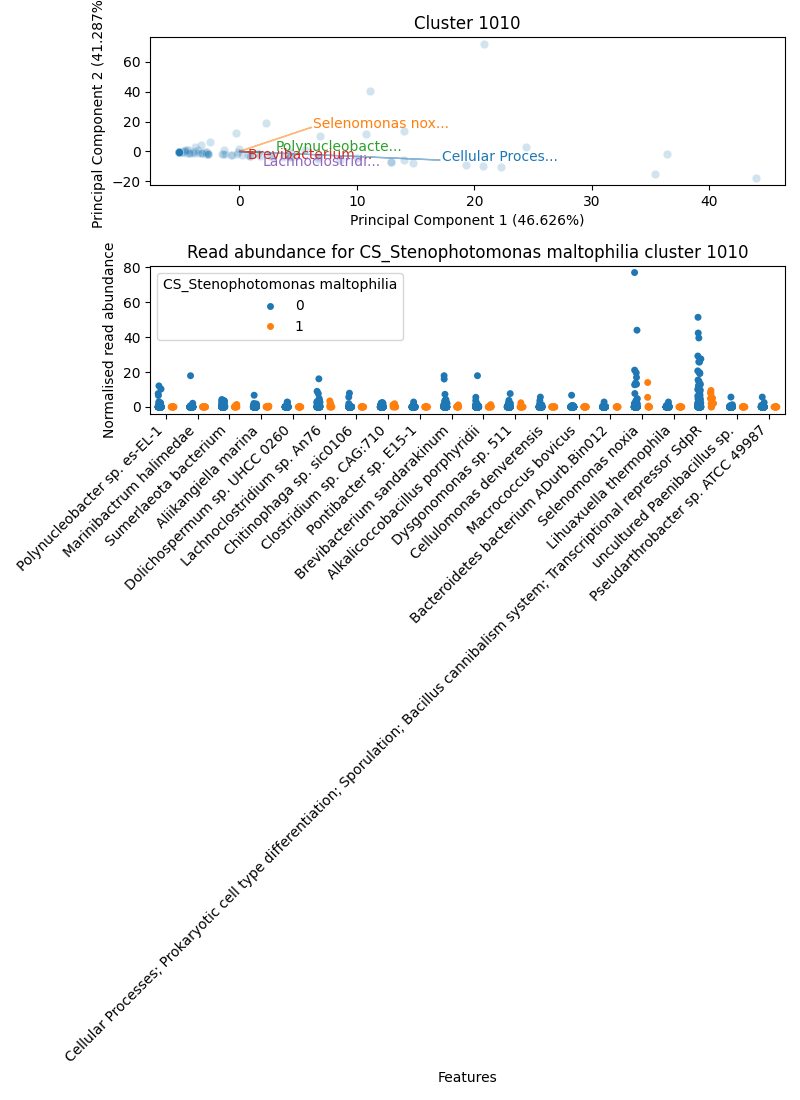 Cluster 1010
Principal Component 2 (41.287%
60
40
20
0
−20
Selenomonas nox...
Polynucleobacte...
Brevibacterium ...
Lachnoclostridi...
Cellular Proces...
0
10
20
30
40
Principal Component 1 (46.626%)
Read abundance for CS_Stenophotomonas maltophilia cluster 1010
Normalised read abundance
80
60
40
20
0
CS_Stenophotomonas maltophilia
0
1
Polynucleobacter sp. es-EL-1
Marinibactrum halimedae
Sumerlaeota bacterium
Aliikangiella marina
Dolichospermum sp. UHCC 0260
Lachnoclostridium sp. An76
Chitinophaga sp. sic0106
Clostridium sp. CAG:710
Pontibacter sp. E15-1
Brevibacterium sandarakinum
Alkalicoccobacillus porphyridii
Dysgonomonas sp. 511
Cellulomonas denverensis
Macrococcus bovicus
Bacteroidetes bacterium ADurb.Bin012
Selenomonas noxia
Lihuaxuella thermophila
Cellular Processes; Prokaryotic cell type differentiation; Sporulation; Bacillus cannibalism system; Transcriptional repressor SdpR
uncultured Paenibacillus sp.
Pseudarthrobacter sp. ATCC 49987
Features